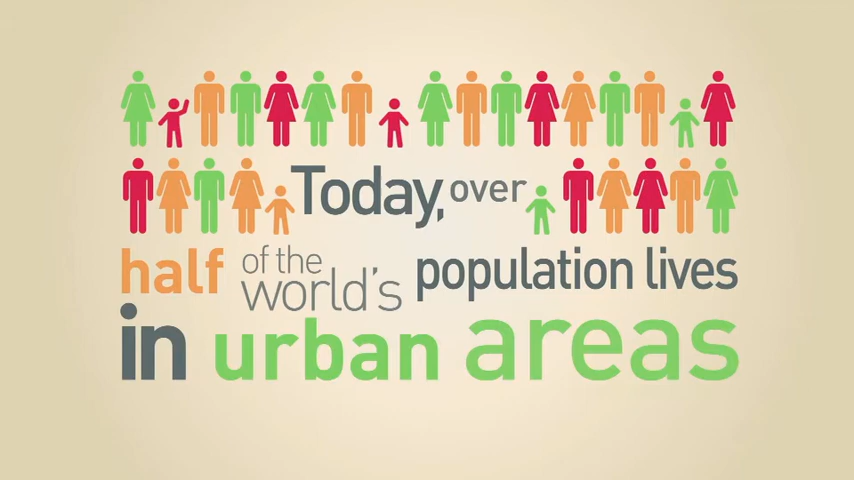 Today, over
half of the world's population lives
in urban areas